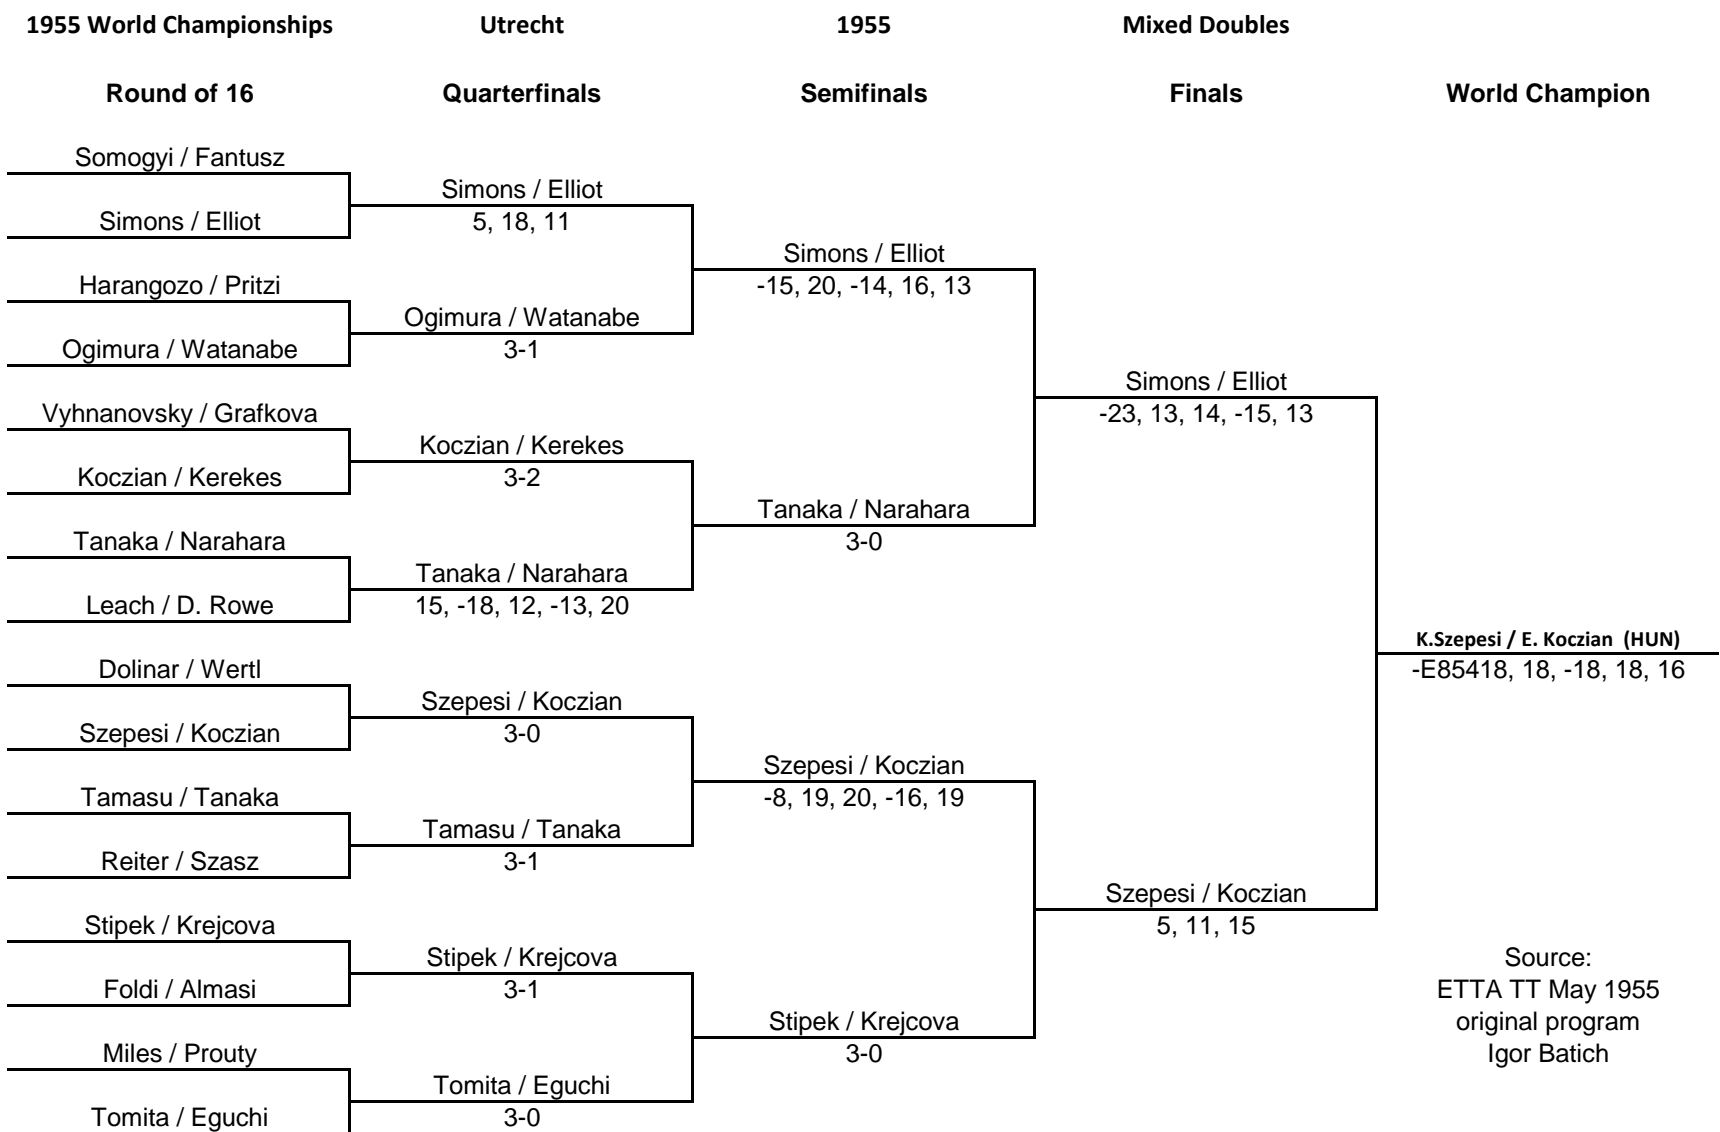 1955 World Championships Utrecht 1955 Mixed Doubles
Round of 16 Quarterfinals Semifinals Finals World Champion
Somogyi / Fantusz
Simons / Elliot
Simons / Elliot
5, 18, 11
Simons / Elliot
-15, 20, -14, 16, 13
Harangozo / Pritzi
Ogimura / Watanabe
Ogimura / Watanabe
3-1
Simons / Elliot
-23, 13, 14, -15, 13
Vyhnanovsky / Grafkova
Koczian / Kerekes
Koczian / Kerekes
3-2
Tanaka / Narahara
3-0
Tanaka / Narahara
Tanaka / Narahara
15, -18, 12, -13, 20
Leach / D. Rowe
K.Szepesi / E. Koczian (HUN)
-E85418, 18, -18, 18, 16
Dolinar / Wertl
Szepesi / Koczian
Szepesi / Koczian
3-0
Szepesi / Koczian
-8, 19, 20, -16, 19
Tamasu / Tanaka
Tamasu / Tanaka
3-1
Reiter / Szasz
Szepesi / Koczian
5, 11, 15
Stipek / Krejcova
Stipek / Krejcova
3-1
Foldi / Almasi
Stipek / Krejcova
3-0
Miles / Prouty
Tomita / Eguchi
3-0
Tomita / Eguchi
Source:
ETTA TT May 1955
original program
Igor Batich